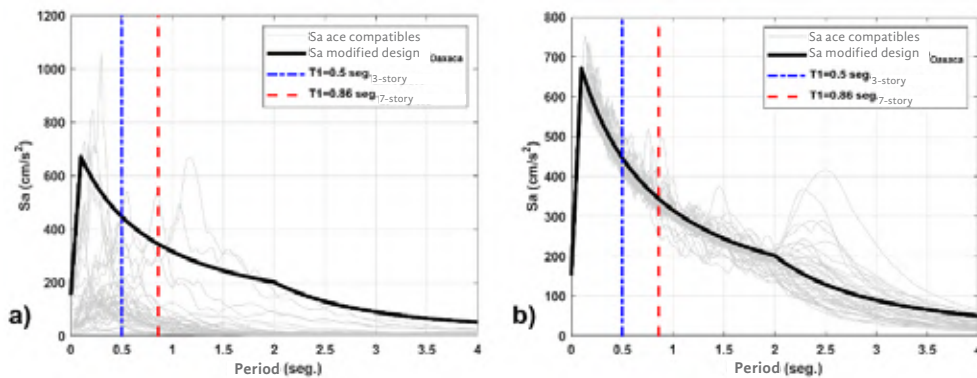 1200
1000
800
600
400
200
0
Sa (cm/s²)
Sa ace compatibles
Sa modified design Oaxaca
T1=0.5 seg. 3-story
T1=0.86 seg. 7-story
a)
0 0.5 1 1.5 2 2.5 3 3.5 4
Period (seg.)
800
700
600
500
400
300
200
100
0
Sa (cm/s²)
Sa ace compatibles
Sa modified design Oaxaca
T1=0.5 seg. 3-story
T1=0.86 seg. 7-story
b)
0 0.5 1 1.5 2 2.5 3 3.5 4
Period (seg.)